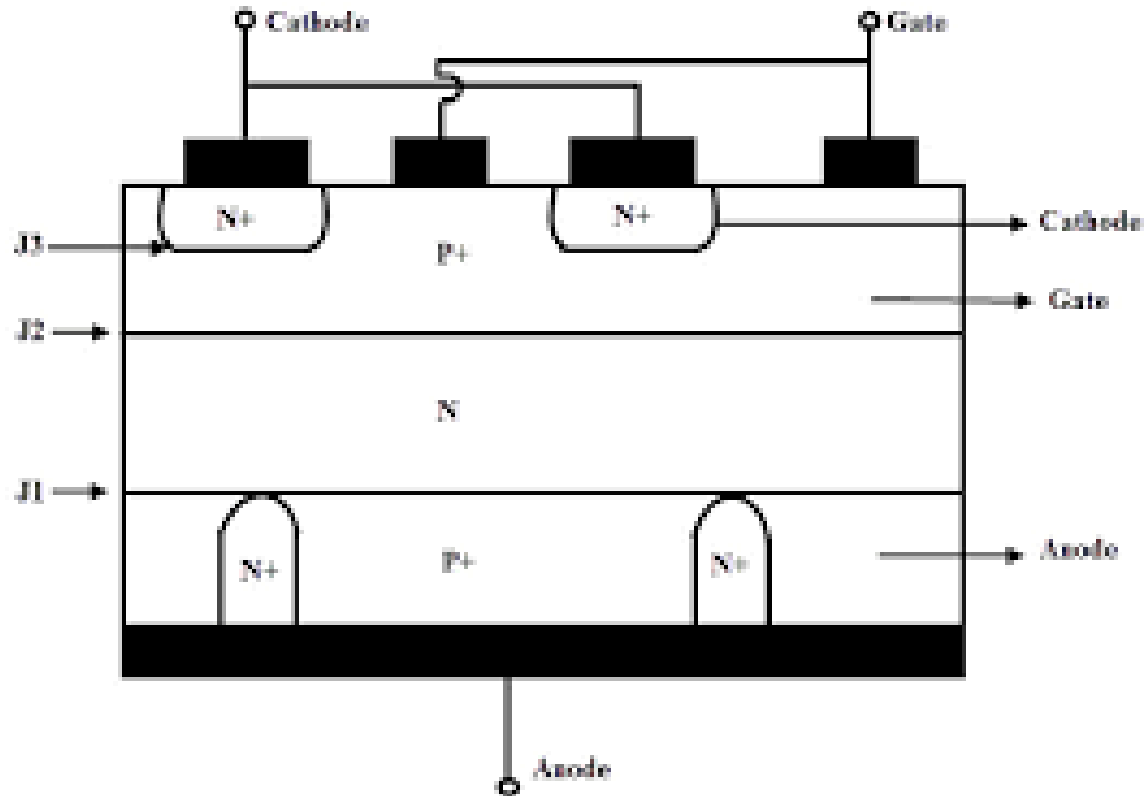 Cathode
Gate
N+
N+
Cathode
J3
P+
Gate
J2
N
J1
N+
P+
N+
Anode
Anode